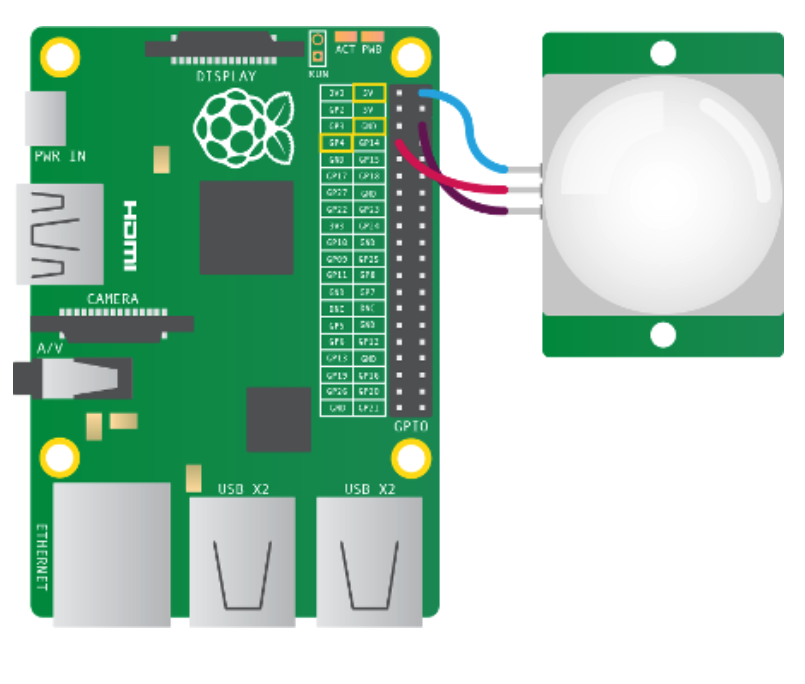 ACT PWR
RUN
DISPLAY
3V3 5V
GP2 5V
GP3 GND
GP4 GP14
GND GP15
GP17 GP18
GP27 GND
GP22 GP23
3V3 GP24
GP10 GND
GP09 GP25
GP11 GP8
GND GP7
DNC DNC
GP5 GND
GP6 GP12
GP13 GND
GP19 GP16
GP26 GP20
GND GP21
GPIO
PWR IN
HDMI
CAMERA
A/V
USB X2
USB X2
ETHERNET